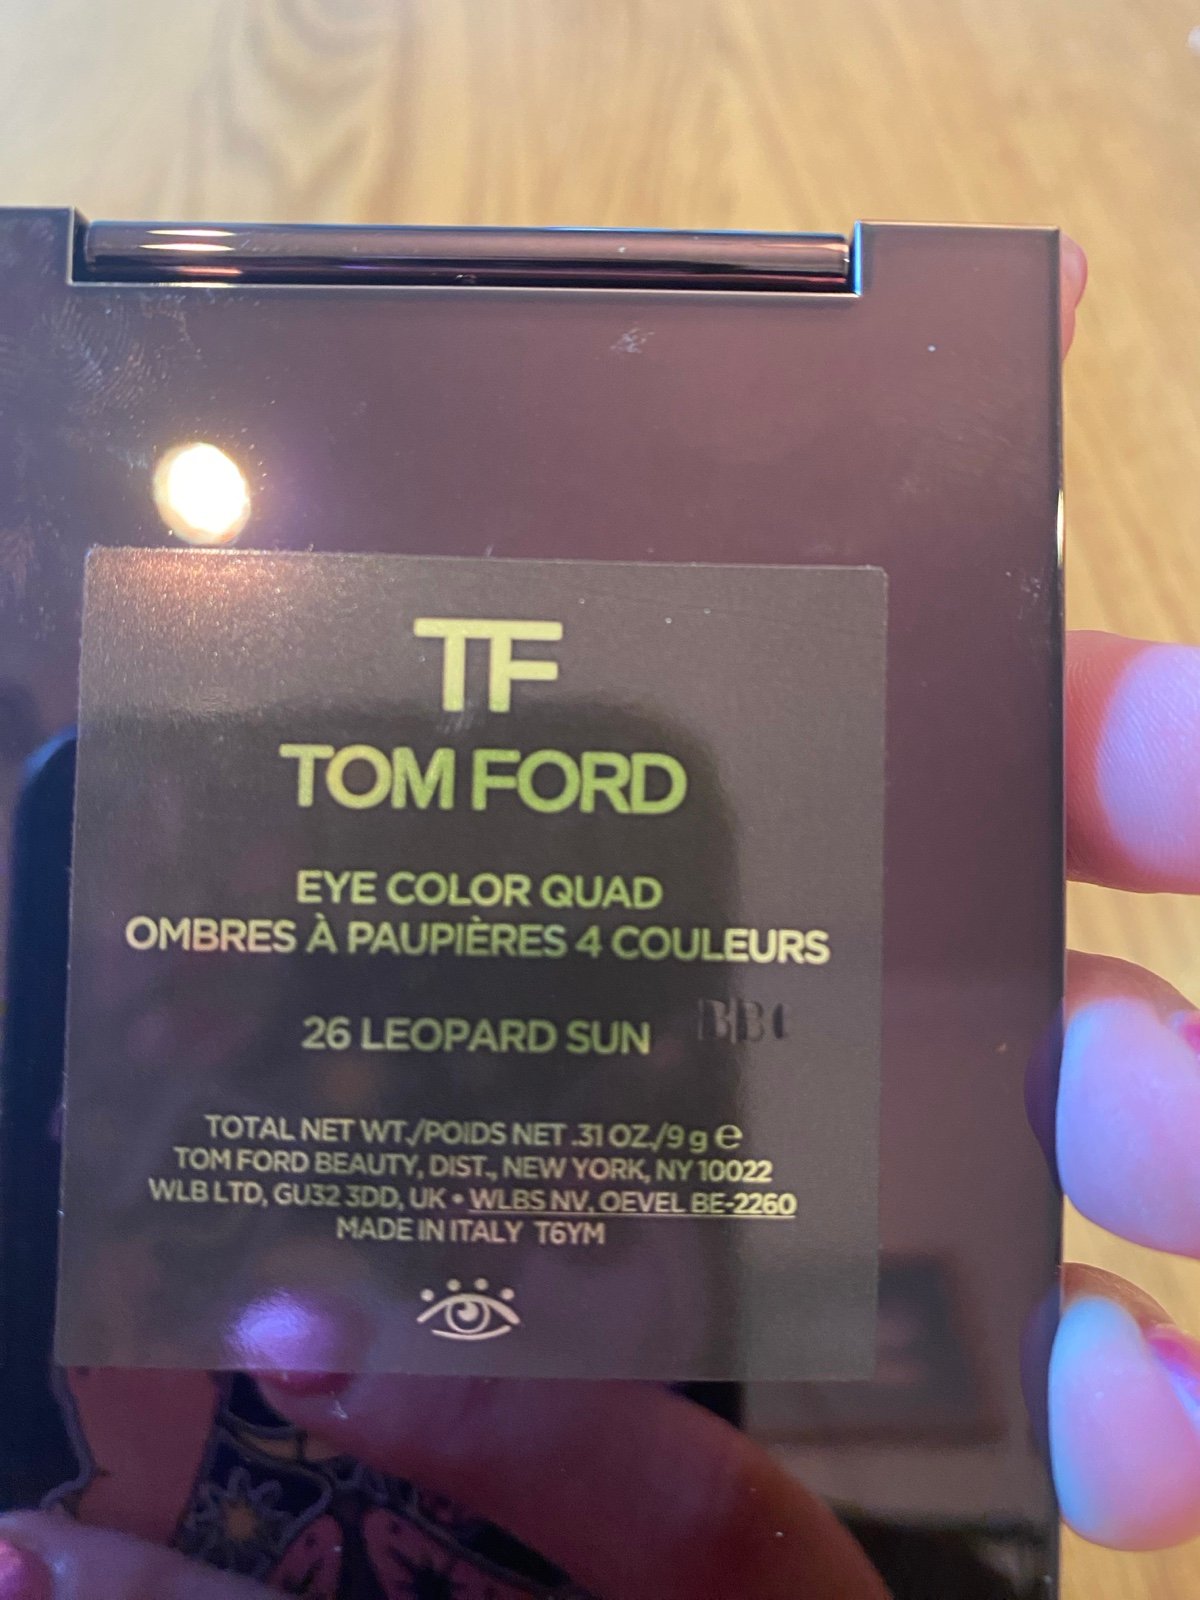 TF
TOM FORD
EYE COLOR QUAD
OMBRES À PAUPIÈRES 4 COULEURS
26 LEOPARD SUN
TOTAL NET WT./POIDS NET .31 OZ./9 g ℮
TOM FORD BEAUTY, DIST., NEW YORK, NY 10022
WLB LTD, GU32 3DD, UK • WLBS NV, OEVEL BE-2260
MADE IN ITALY T6YM